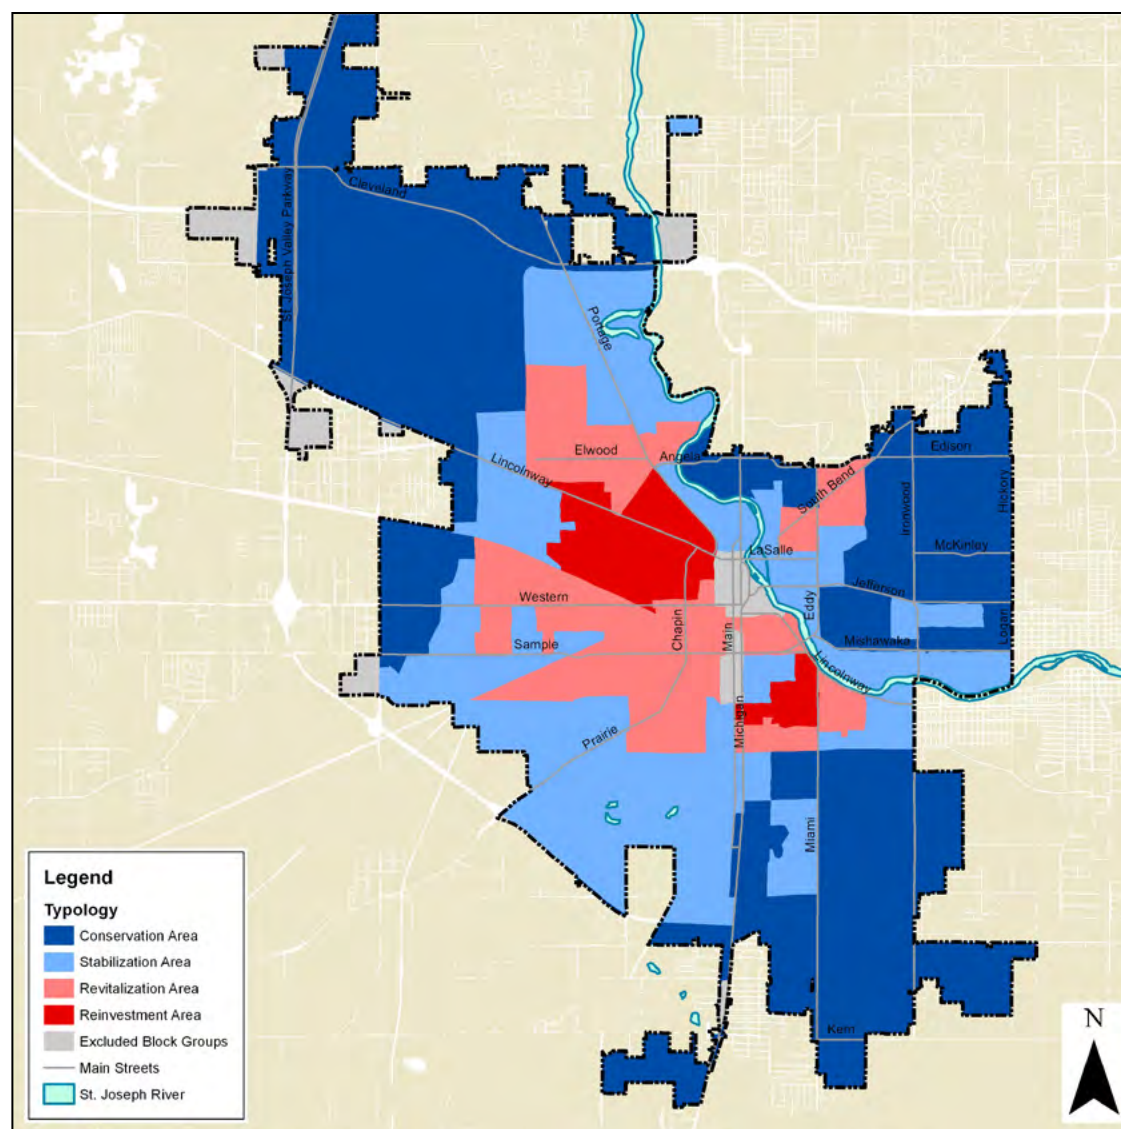 Cleveland
St. Joseph Valley Parkway
Portage
Elwood
Angela
Lincolnway
Edison
South Bend
Ironwood
Hickory
McKinley
LaSalle
Jefferson
Western
Eddy
Chapin
Main
Sample
Mishawaka
Logan
Lincolnway
Prairie
Michigan
Miami
Kern
Legend
Typology
Conservation Area
Stabilization Area
Revitalization Area
Reinvestment Area
Excluded Block Groups
Main Streets
St. Joseph River
N